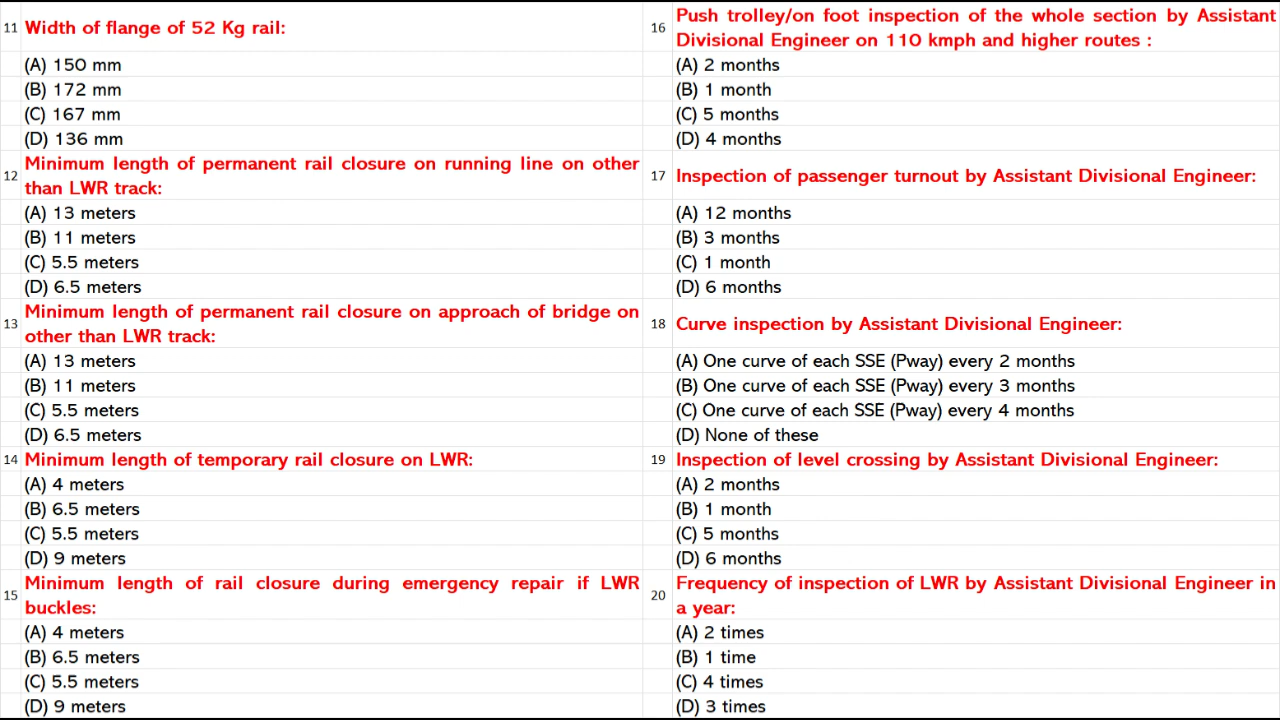 11 Width of flange of 52 Kg rail:
(A) 150 mm
(B) 172 mm
(C) 167 mm
(D) 136 mm
12 Minimum length of permanent rail closure on running line on other
than LWR track:
(A) 13 meters
(B) 11 meters
(C) 5.5 meters
(D) 6.5 meters
13 Minimum length of permanent rail closure on approach of bridge on
other than LWR track:
(A) 13 meters
(B) 11 meters
(C) 5.5 meters
(D) 6.5 meters
14 Minimum length of temporary rail closure on LWR:
(A) 4 meters
(B) 6.5 meters
(C) 5.5 meters
(D) 9 meters
15 Minimum length of rail closure during emergency repair if LWR
buckles:
(A) 4 meters
(B) 6.5 meters
(C) 5.5 meters
(D) 9 meters
16 Push trolley/on foot inspection of the whole section by Assistant
Divisional Engineer on 110 kmph and higher routes :
(A) 2 months
(B) 1 month
(C) 5 months
(D) 4 months
17 Inspection of passenger turnout by Assistant Divisional Engineer:
(A) 12 months
(B) 3 months
(C) 1 month
(D) 6 months
18 Curve inspection by Assistant Divisional Engineer:
(A) One curve of each SSE (Pway) every 2 months
(B) One curve of each SSE (Pway) every 3 months
(C) One curve of each SSE (Pway) every 4 months
(D) None of these
19 Inspection of level crossing by Assistant Divisional Engineer:
(A) 2 months
(B) 1 month
(C) 5 months
(D) 6 months
20 Frequency of inspection of LWR by Assistant Divisional Engineer in
a year:
(A) 2 times
(B) 1 time
(C) 4 times
(D) 3 times